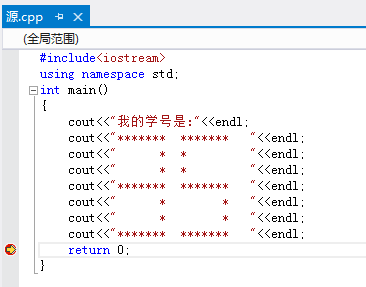 源.cpp
(全局范围)
#include<iostream>
using namespace std;
int main()
{
    cout<<"我的学号是:"<<endl;
    cout<<"*******  *******   "<<endl;
    cout<<"      *  *         "<<endl;
    cout<<"      *  *         "<<endl;
    cout<<"*******  *******   "<<endl;
    cout<<"      *        *   "<<endl;
    cout<<"      *        *   "<<endl;
    cout<<"*******  *******   "<<endl;
    return 0;
}